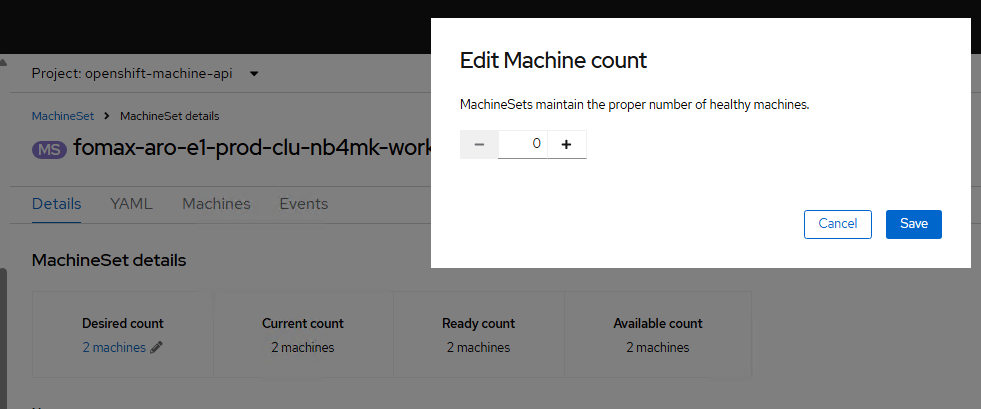 Project: openshift-machine-api
MachineSet > MachineSet details
MS fomax-aro-e1-prod-clu-nb4mk-work
Details YAML Machines Events
MachineSet details
Desired count Current count Ready count Available count
2 machines 2 machines 2 machines 2 machines
Edit Machine count
MachineSets maintain the proper number of healthy machines.
− 0 +
Cancel Save